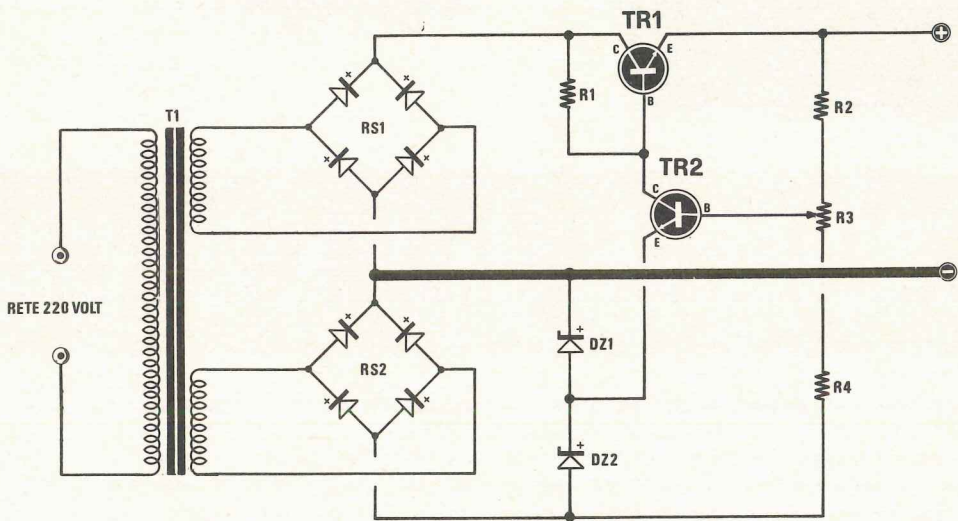 TR1
C
E
B
R1
R2
T1
RS1
TR2
C
B
E
R3
RETE 220 VOLT
RS2
+
DZ1
R4
+
DZ2
+
-